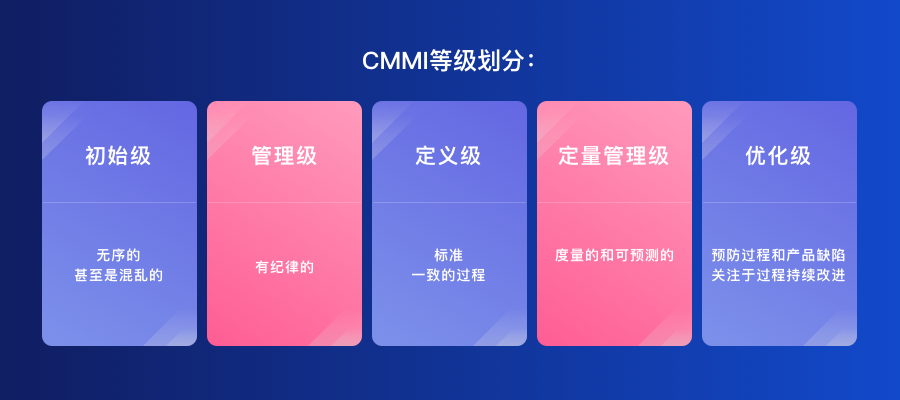 CMMI等级划分：
初始级
无序的
甚至是混乱的
管理级
有纪律的
定义级
标准
一致的过程
定量管理级
度量的和可预测的
优化级
预防过程和产品缺陷
关注于过程持续改进